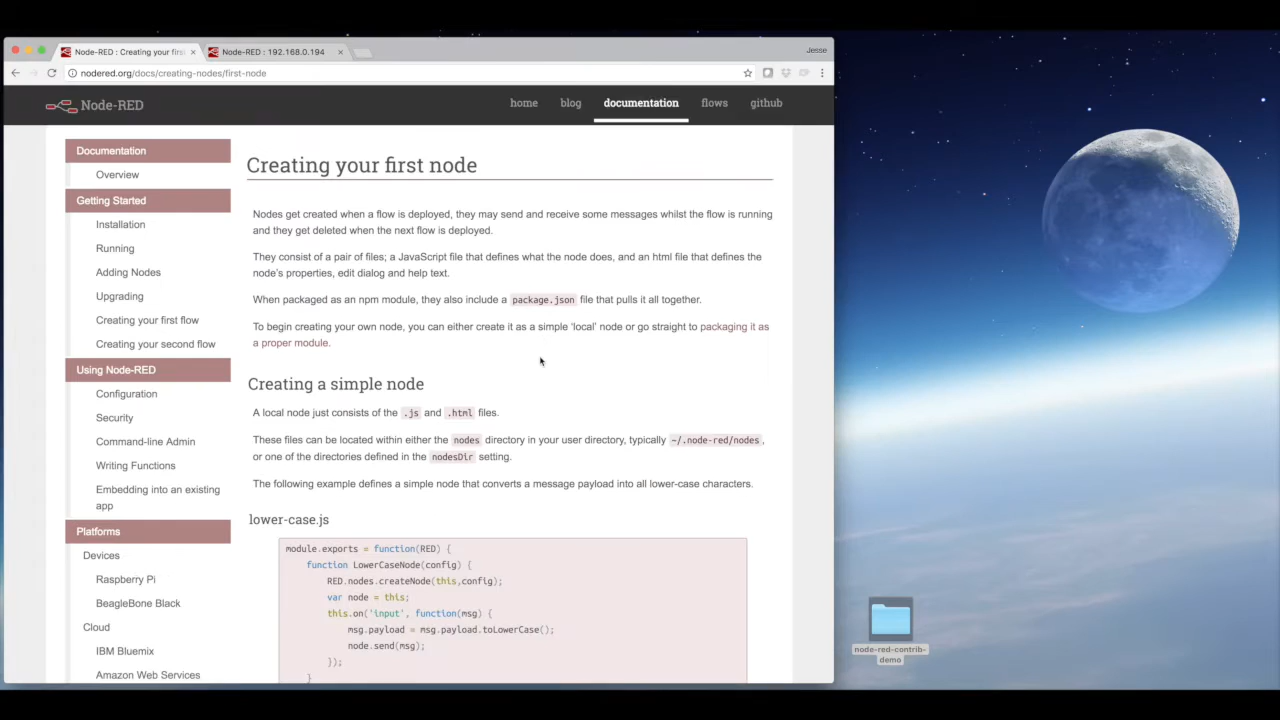 Node-RED : Creating your firs
Node-RED : 192.168.0.194
Jesse
nodered.org/docs/creating-nodes/first-node
Node-RED
home
blog
documentation
flows
github
Documentation
Overview
Getting Started
Installation
Running
Adding Nodes
Upgrading
Creating your first flow
Creating your second flow
Using Node-RED
Configuration
Security
Command-line Admin
Writing Functions
Embedding into an existing
app
Platforms
Devices
Raspberry Pi
BeagleBone Black
Cloud
IBM Bluemix
Amazon Web Services
Creating your first node
Nodes get created when a flow is deployed, they may send and receive some messages whilst the flow is running
and they get deleted when the next flow is deployed.
They consist of a pair of files; a JavaScript file that defines what the node does, and an html file that defines the
node's properties, edit dialog and help text.
When packaged as an npm module, they also include a package.json file that pulls it all together.
To begin creating your own node, you can either create it as a simple 'local' node or go straight to packaging it as
a proper module.
Creating a simple node
A local node just consists of the .js and .html files.
These files can be located within either the nodes directory in your user directory, typically ~/.node-red/nodes,
or one of the directories defined in the nodesDir setting.
The following example defines a simple node that converts a message payload into all lower-case characters.
lower-case.js
module.exports = function(RED) {
function LowerCaseNode(config) {
RED.nodes.createNode(this,config);
var node = this;
this.on('input', function(msg) {
msg.payload = msg.payload.toLowerCase();
node.send(msg);
});
}
node-red-contrib-
demo